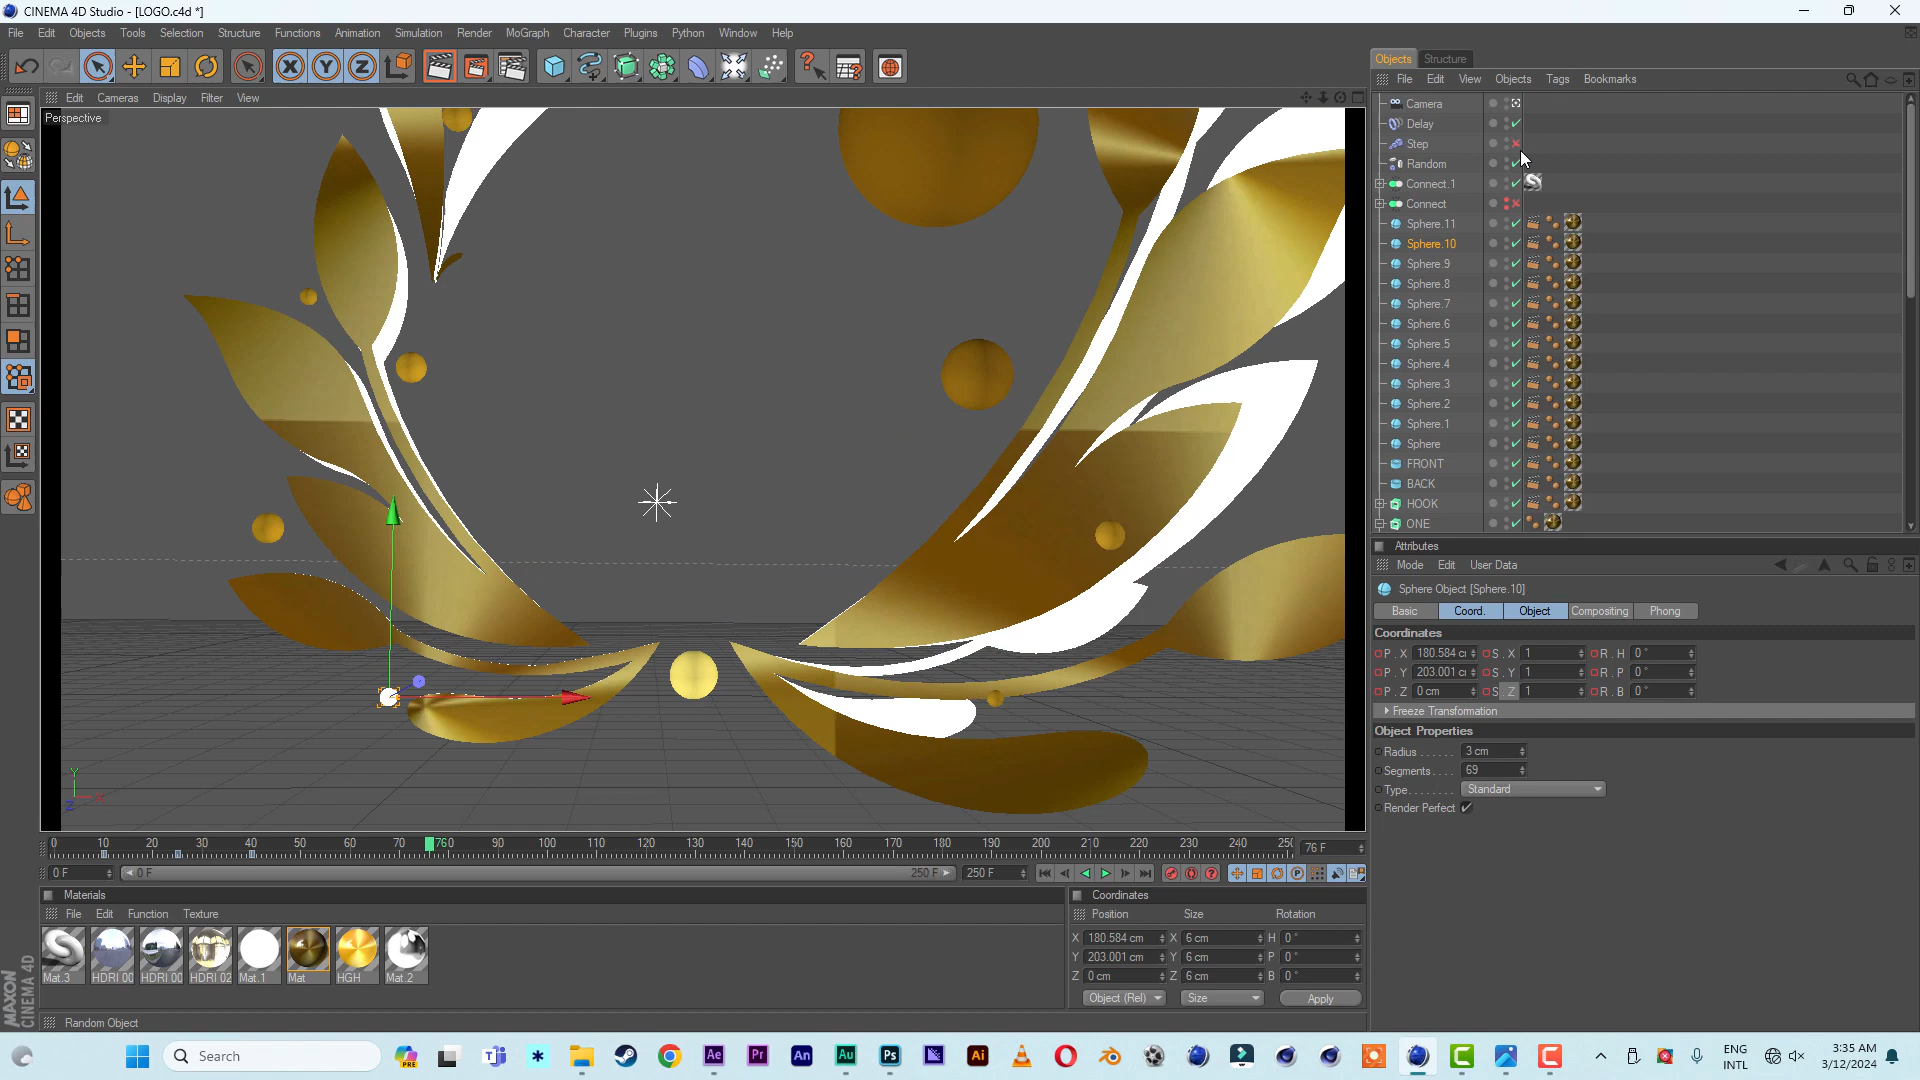 CINEMA 4D Studio - [LOGO.c4d *]
File Edit Objects Tools Selection Structure Functions Animation Simulation Render MoGraph Character Plugins Python Window Help
Objects Structure
File Edit View Objects Tags Bookmarks
Edit Cameras Display Filter View
Perspective
Camera
Delay
Step
Random
Connect.1
Connect
Sphere.11
Sphere.10
Sphere.9
Sphere.8
Sphere.7
Sphere.6
Sphere.5
Sphere.4
Sphere.3
Sphere.2
Sphere.1
Sphere
FRONT
BACK
HOOK
ONE
Attributes
Mode Edit User Data
Sphere Object [Sphere.10]
Basic Coord. Object Compositing Phong
Coordinates
P . X 180.584 c S . X 1 R . H 0 °
P . Y 203.001 cm S . Y 1 R . P 0 °
P . Z 0 cm S . Z 1 R . B 0 °
Freeze Transformation
Object Properties
Radius . . . . . . 3 cm
Segments. . . . 69
Type. . . . . . . . Standard
Render Perfect
Y
X
Z
0 10 20 30 40 50 60 70 760 90 100 110 120 130 140 150 160 170 180 190 200 210 220 230 240 250 76 F
0 F 0 F 250 F 250 F
Materials
File Edit Function Texture
Mat.3 HDRI 00 HDRI 00 HDRI 02 Mat.1 Mat HGH Mat.2
Coordinates
Position Size Rotation
X 180.584 cm X 6 cm H 0 °
Y 203.001 cm Y 6 cm P 0 °
Z 0 cm Z 6 cm B 0 °
Object (Rel) Size Apply
MAXON
CINEMA 4D
Random Object
Search
ENG
INTL
3:35 AM
3/12/2024